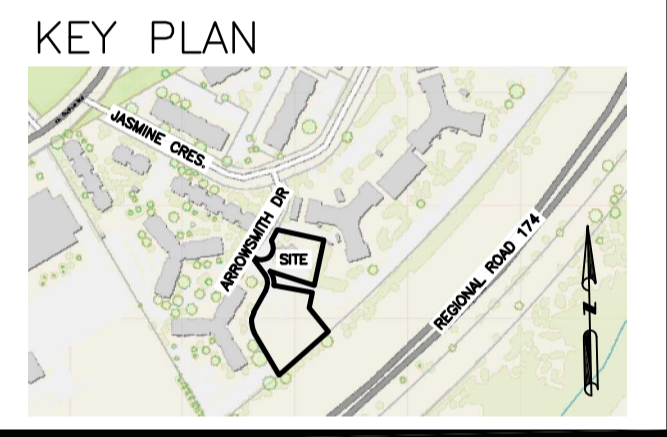 KEY PLAN
JASMINE CRES.
ARROWSMITH DR
SITE
REGIONAL ROAD 174
N